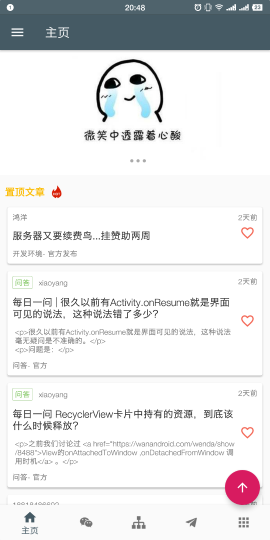 20:48
23
主页
微笑中透露着心酸
置顶文章
鸿洋
2天前
服务器又要续费鸟...挂赞助两周
开发环境- 官方发布
问答 xiaoyang
2天前
每日一问 | 很久以前有Activity.onResume就是界面
可见的说法，这种说法错了多少?
<p>很久以前有Activity.onResume就是界面可见的说法，这种说法
毫无疑问是不准确的。</p>
<p>问题是：</p>
问答- 官方
问答 xiaoyang
2天前
每日一问 RecyclerView卡片中持有的资源，到底该
什么时候释放?
<p>之前我们讨论过 <a href="https://wanandroid.com/wenda/show
/8488">View的onAttachedToWindow ,onDetachedFromWindow 调
用时机</a> 。</p>
问答- 官方
主页